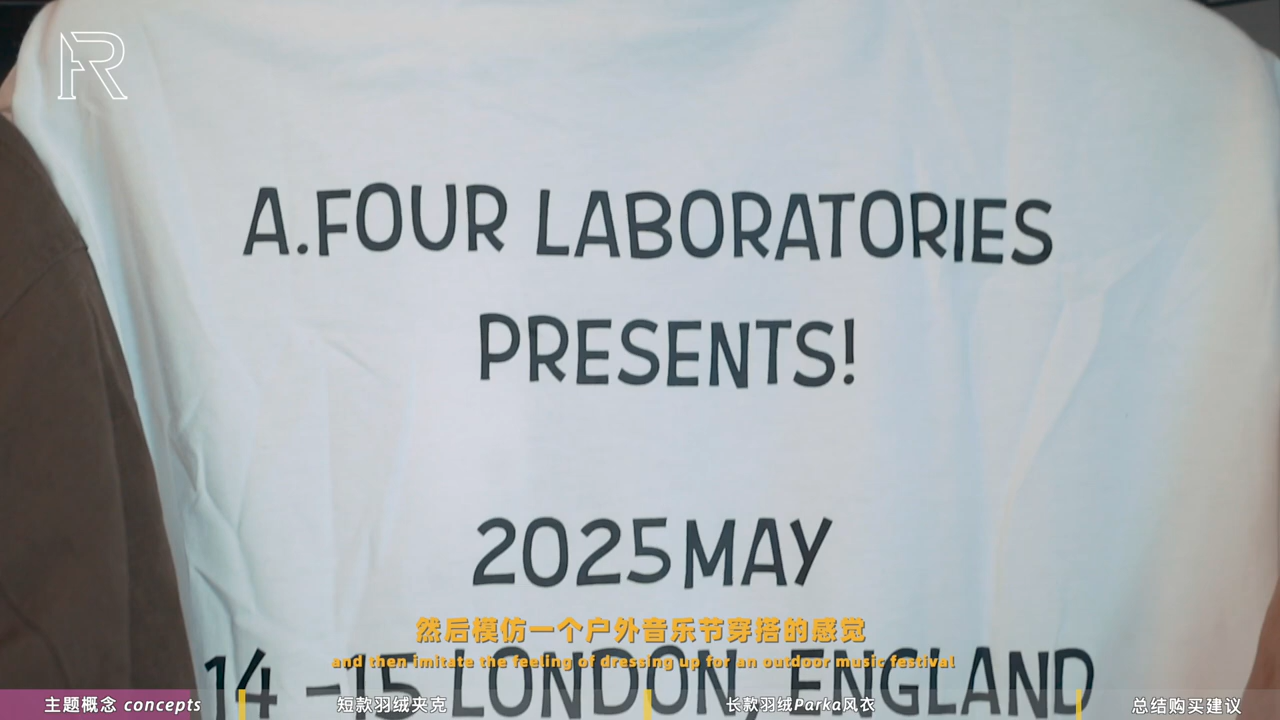 R
A.FOUR LABORATORIES
PRESENTS!
2025 MAY
然后模仿一个户外音乐节穿搭的感觉
and then imitate the feeling of dressing up for an outdoor music festival
14 -15 LONDON, ENGLAND
主题概念 concepts 短款羽绒夹克 长款羽绒Parka风衣 总结购买建议